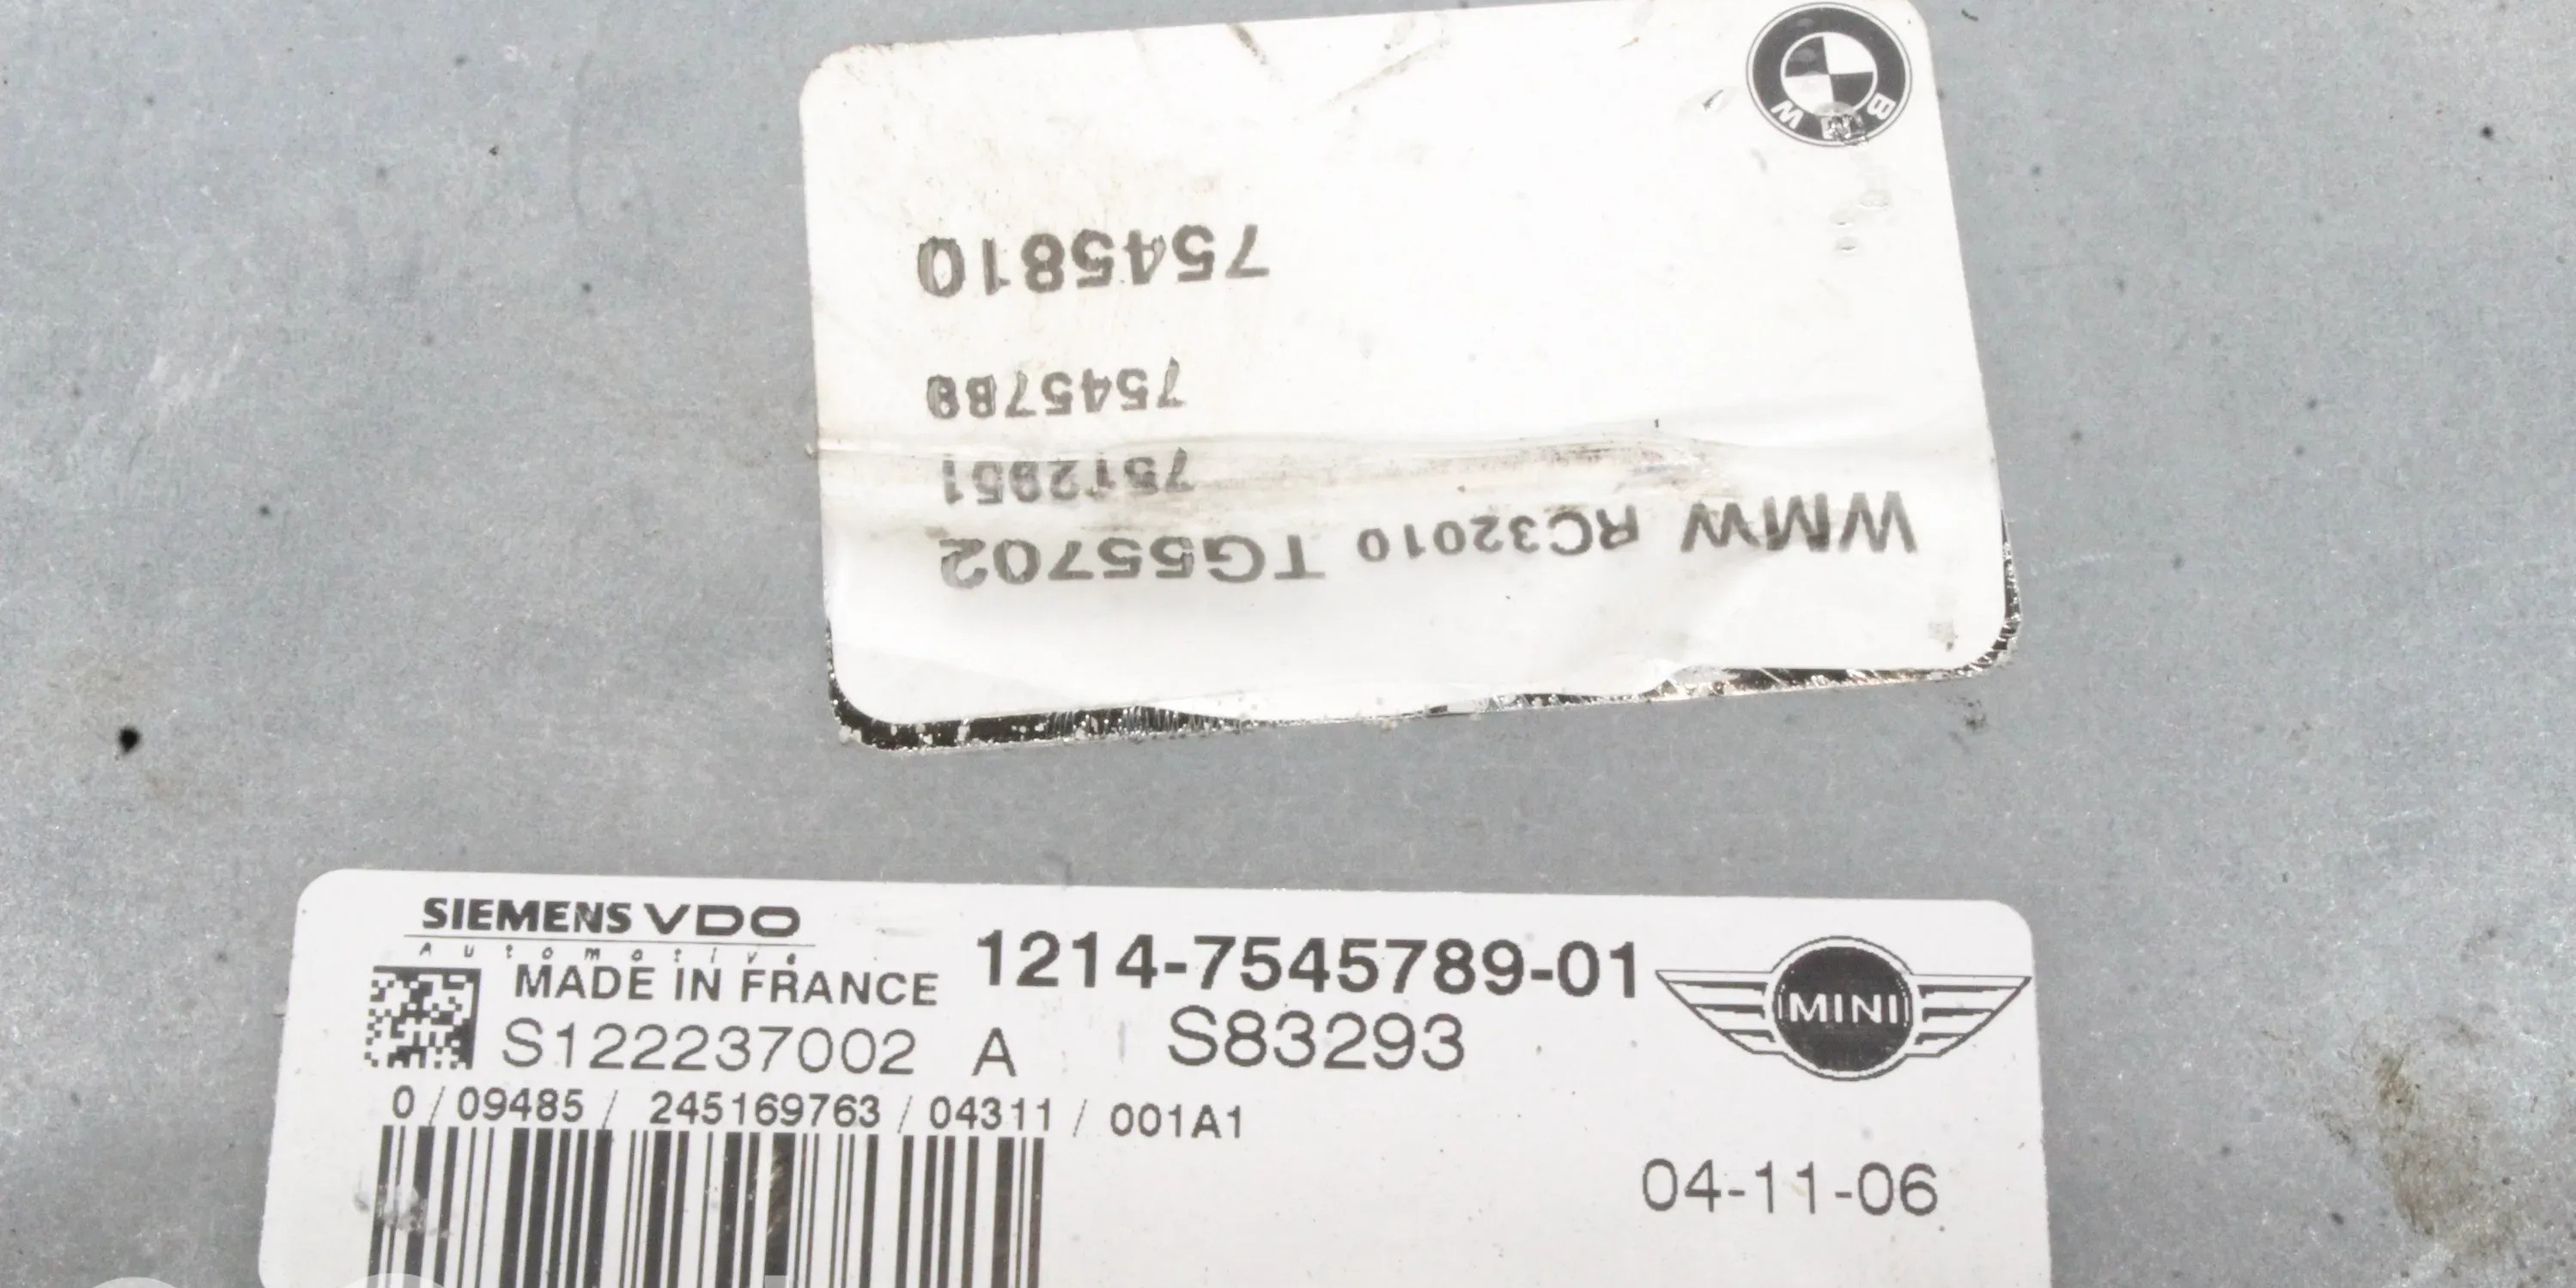 WMW RC32010 TG55702
7512951
7545789
7545810
BMW
SIEMENS VDO
Automotive
1214-7545789-01
MINI
MADE IN FRANCE
S122237002 A S83293
0/09485/ 245169763/04311/ 001A1
04-11-06